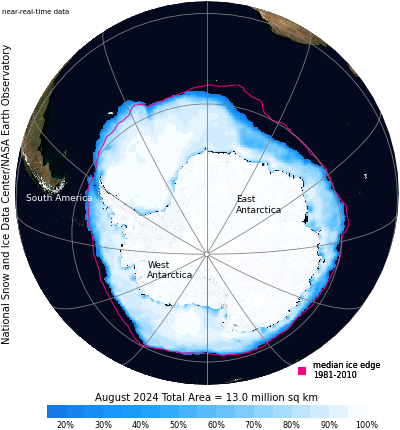 near-real-time data
National Snow and Ice Data Center/NASA Earth Observatory
South America
East
Antarctica
West
Antarctica
median ice edge
1981-2010
August 2024 Total Area = 13.0 million sq km
20% 30% 40% 50% 60% 70% 80% 90% 100%